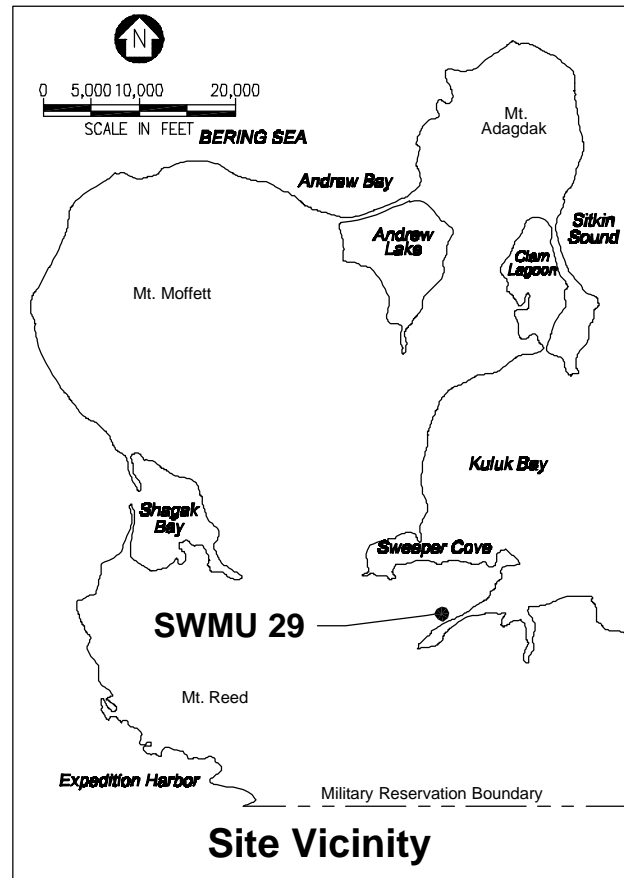 N
0 5,000 10,000 20,000
SCALE IN FEET
BERING SEA
Mt.
Adagdak
Andrew Bay
Andrew
Lake
Sitkin
Sound
Clam
Lagoon
Mt. Moffett
Kuluk Bay
Shagak
Bay
Sweeper Cove
SWMU 29
Mt. Reed
Expedition Harbor
Military Reservation Boundary
Site Vicinity